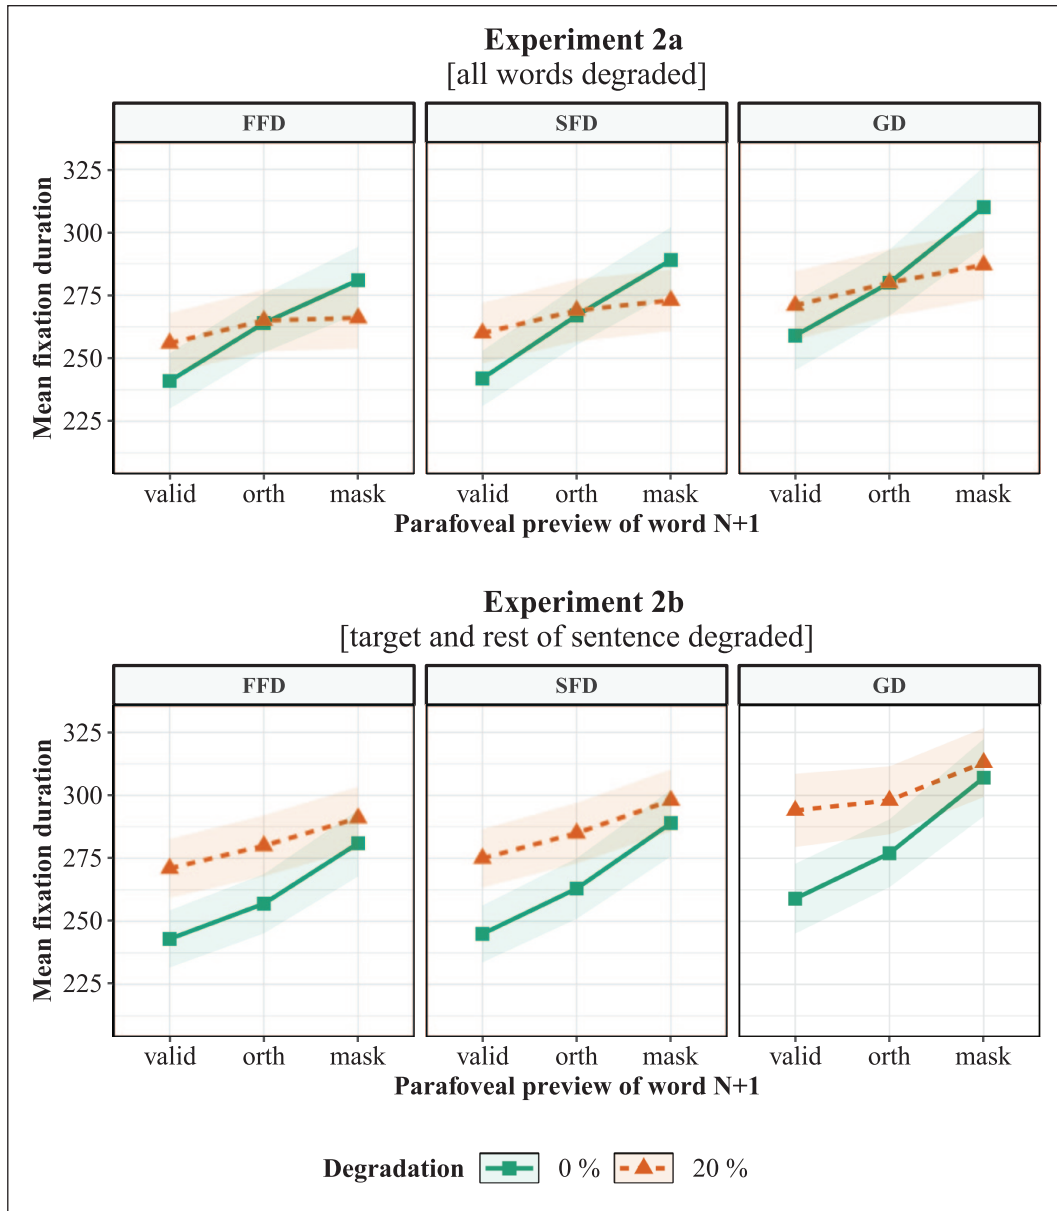 Experiment 2a
[all words degraded]
FFD SFD GD
Mean fixation duration
325
300
275
250
225
valid orth mask valid orth mask valid orth mask
Parafoveal preview of word N+1
Experiment 2b
[target and rest of sentence degraded]
FFD SFD GD
Mean fixation duration
325
300
275
250
225
valid orth mask valid orth mask valid orth mask
Parafoveal preview of word N+1
Degradation 0 % 20 %